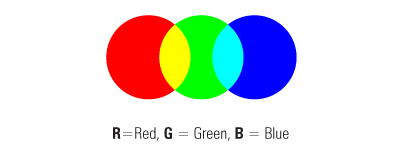 R=Red, G = Green, B = Blue